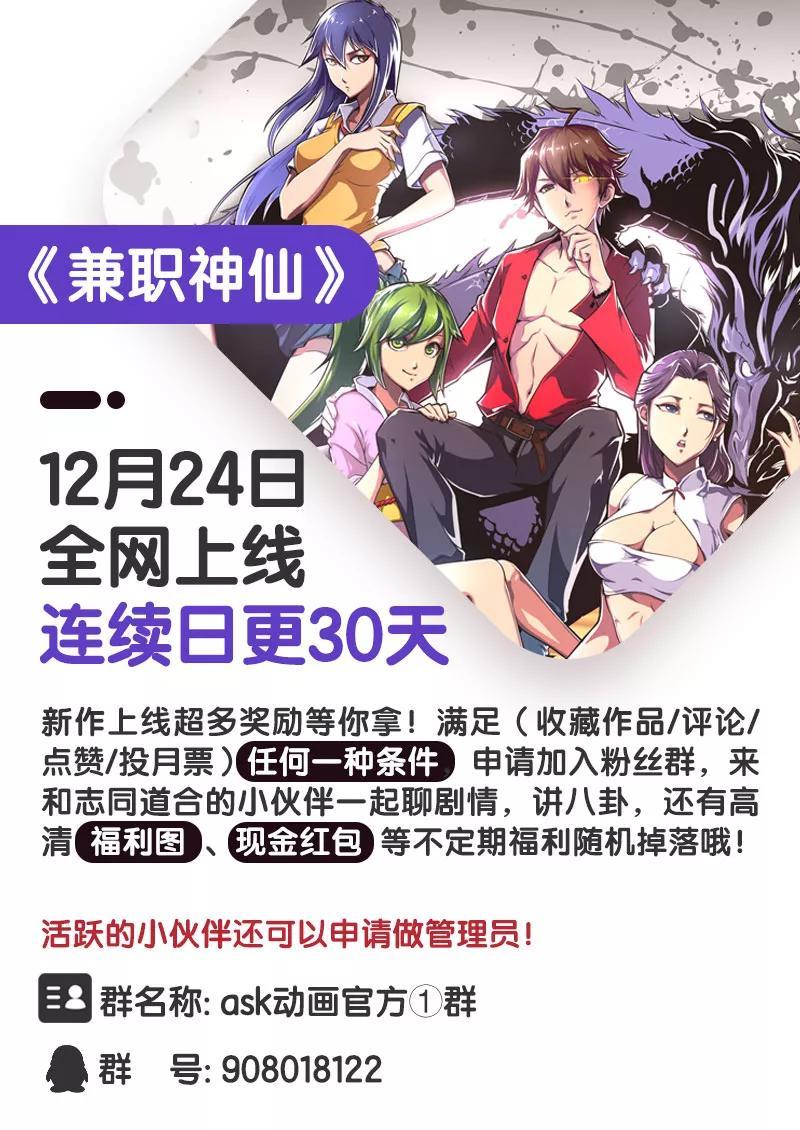 《兼职神仙》
12月24日
全网上线
连续日更30天
新作上线超多奖励等你拿！满足（收藏作品/评论/
点赞/投月票）任何一种条件，申请加入粉丝群，来
和志同道合的小伙伴一起聊剧情，讲八卦，还有高
清 福利图、现金红包 等不定期福利随机掉落哦！
活跃的小伙伴还可以申请做管理员！
群名称: ask动画官方①群
群 号: 908018122